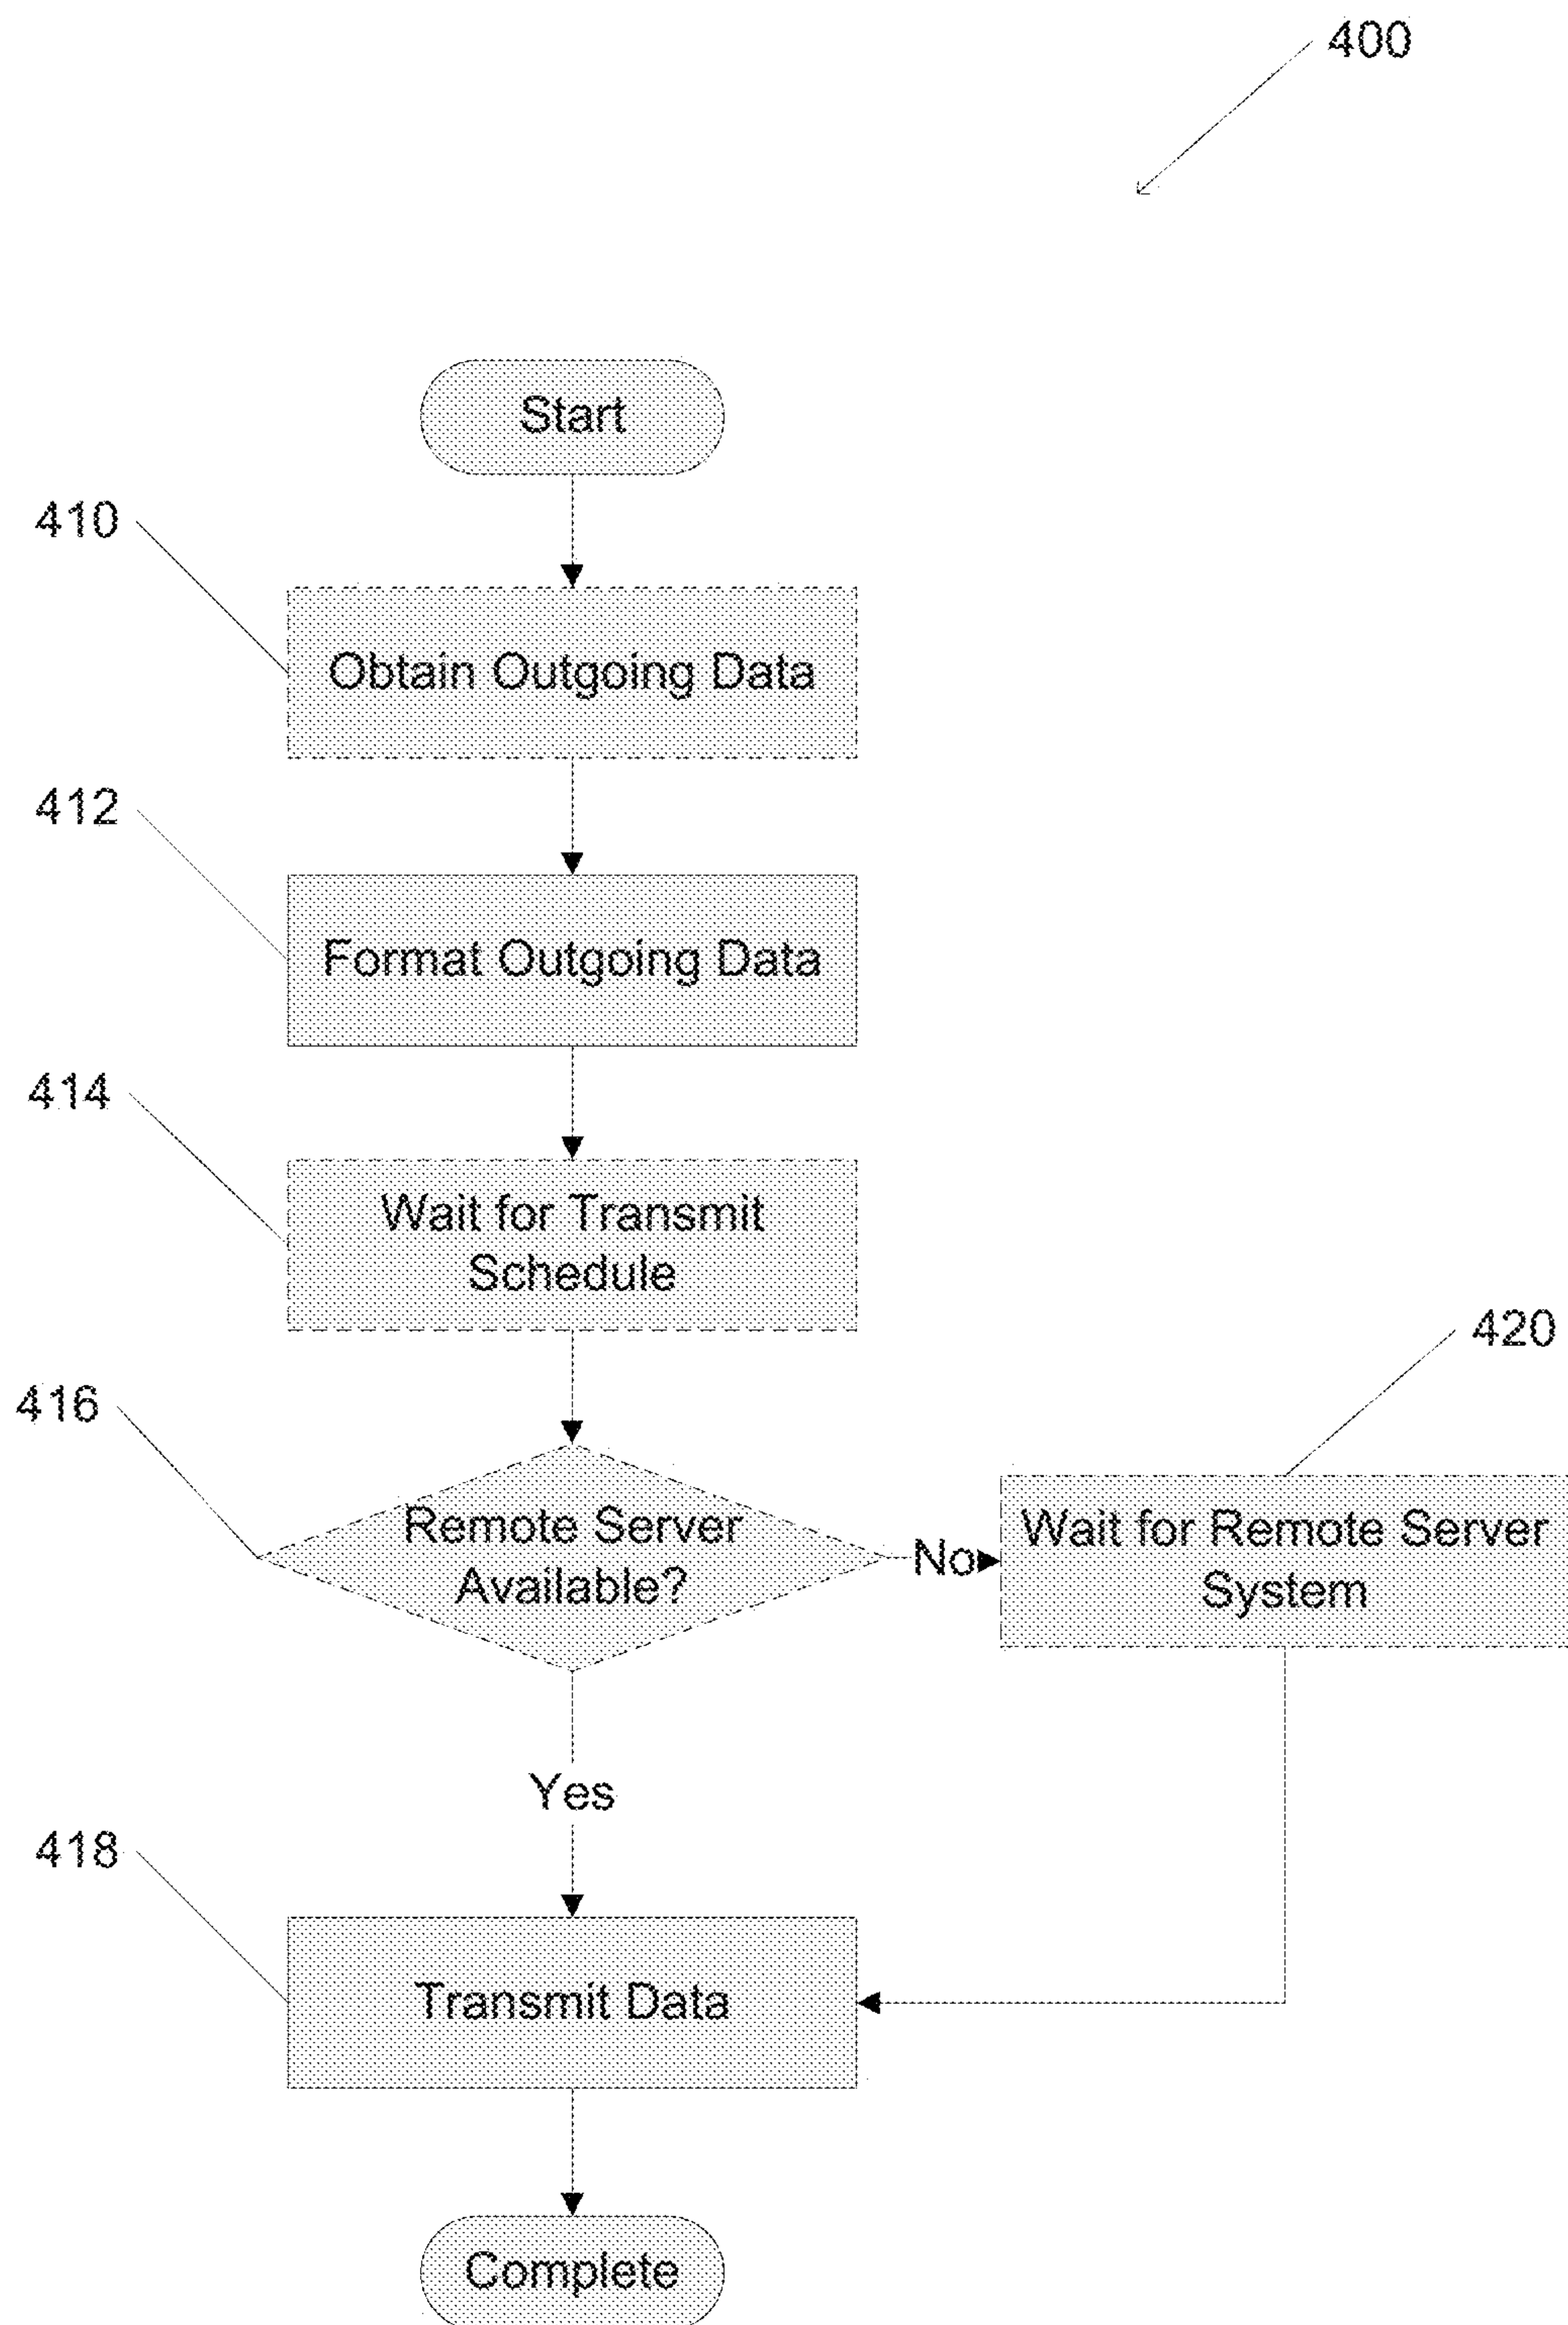 400
Start
410
Obtain Outgoing Data
412
Format Outgoing Data
414
Wait for Transmit
Schedule
416
Remote Server
Available?
No
420
Wait for Remote Server
System
Yes
418
Transmit Data
Complete